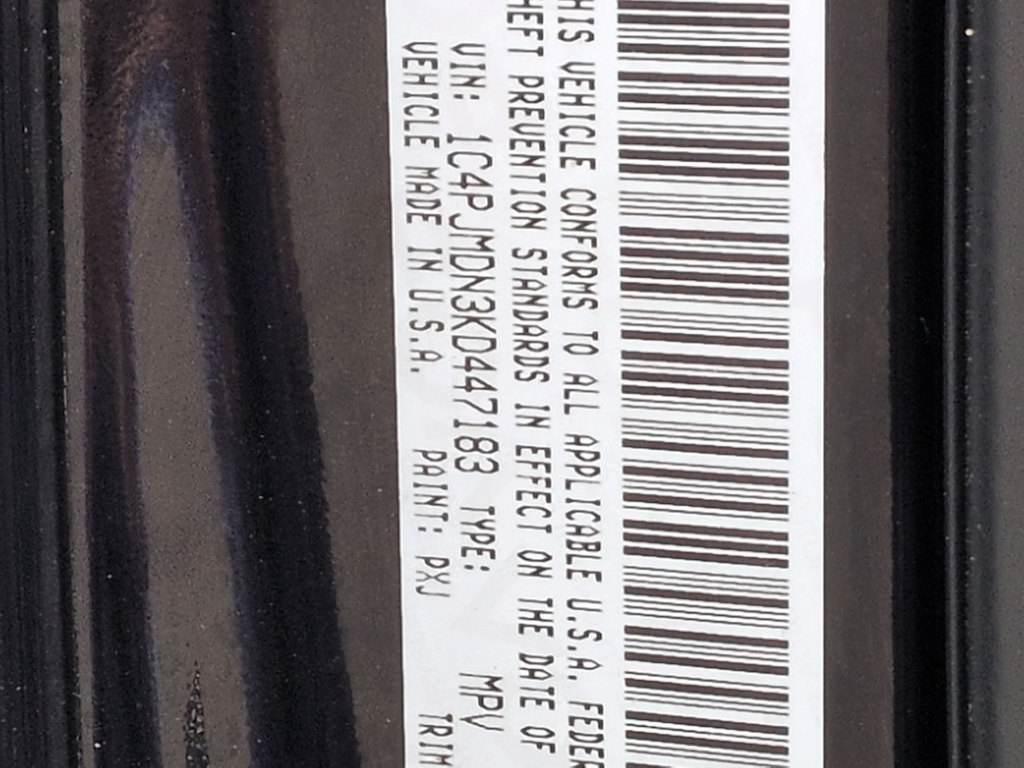 HIS VEHICLE CONFORMS TO ALL APPLICABLE U.S.A. FEDER
HEFT PREVENTION STANDARDS IN EFFECT ON THE DATE OF
VIN: 1C4PJMDN3KD447183 TYPE: MPV
VEHICLE MADE IN U.S.A. PAINT: PXJ TRIM